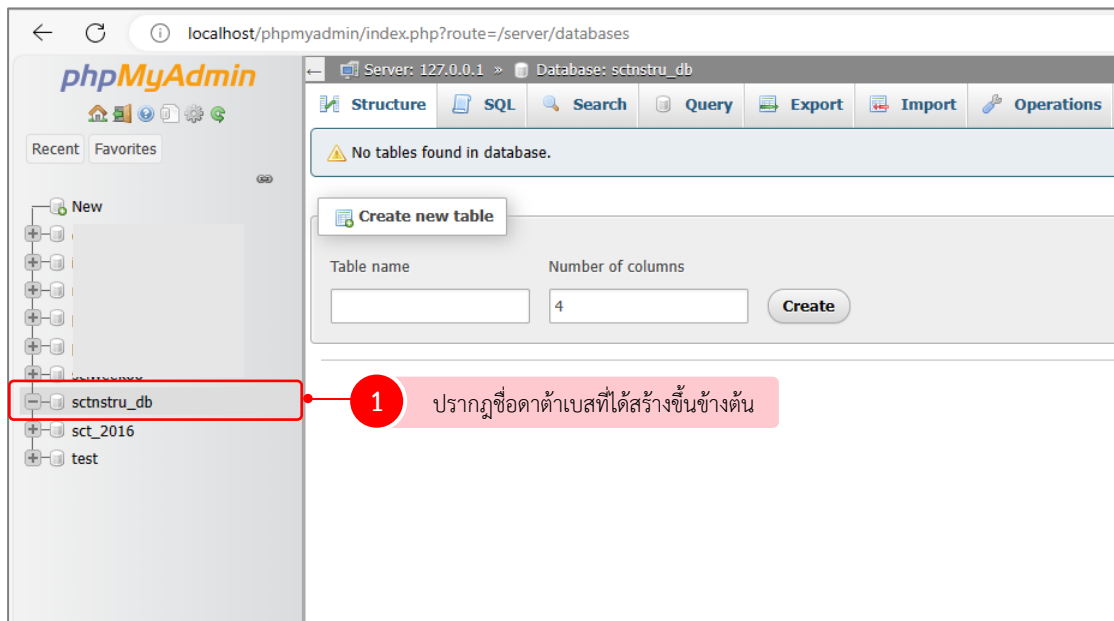 localhost/phpmyadmin/index.php?route=/server/databases
phpMyAdmin
Server: 127.0.0.1 » Database: sctnstru_db
Structure SQL Search Query Export Import Operations
Recent Favorites
No tables found in database.
New
Create new table
Table name Number of columns
4 Create
sctnstru_db
1 ปรากฏชื่อดาต้าเบสที่ได้สร้างขึ้นข้างต้น
sct_2016
test